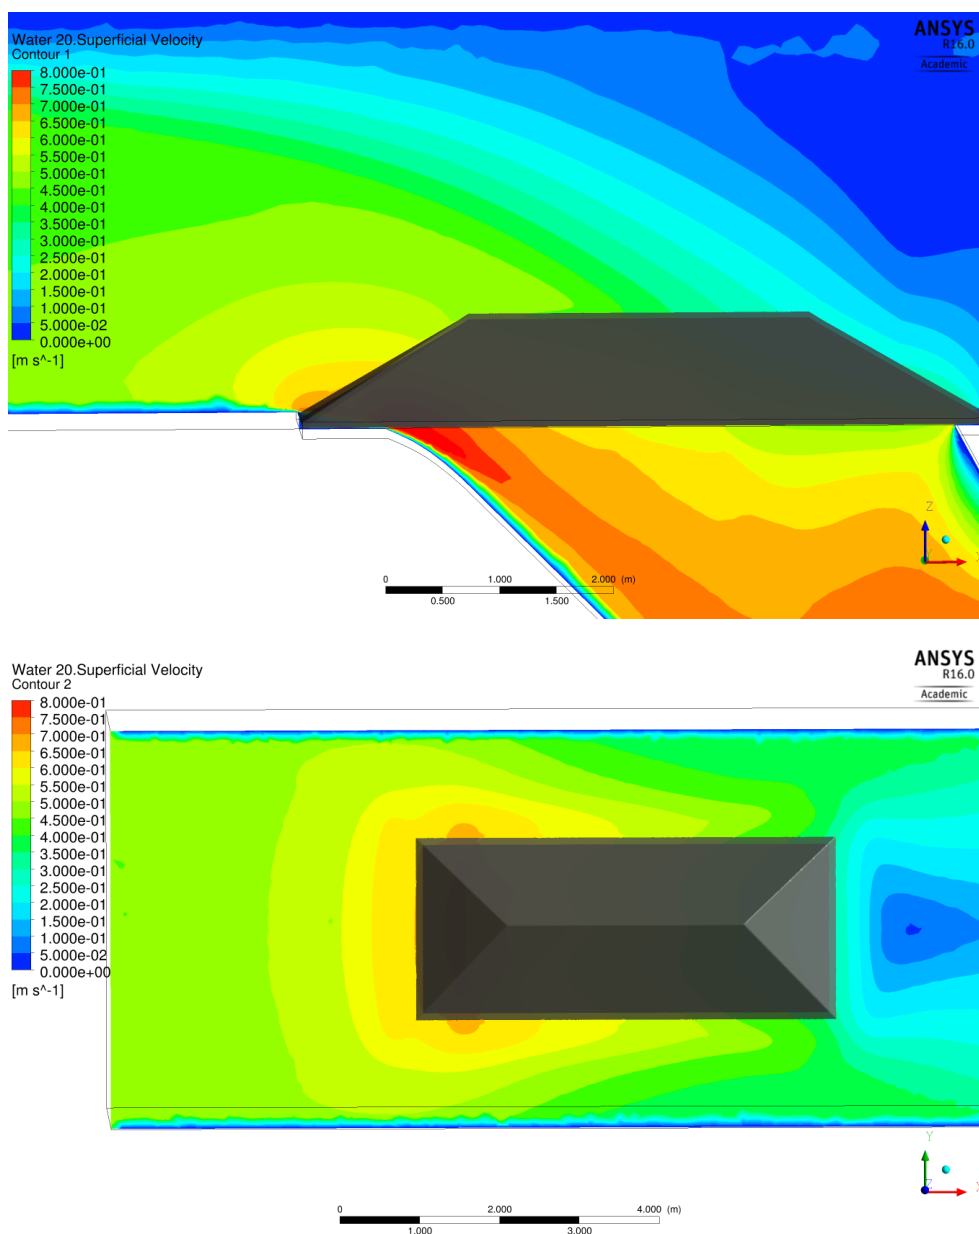 Water 20.Superficial Velocity
Contour 1
ANSYS
R16.0
Academic
8.000e-01
7.500e-01
7.000e-01
6.500e-01
6.000e-01
5.500e-01
5.000e-01
4.500e-01
4.000e-01
3.500e-01
3.000e-01
2.500e-01
2.000e-01
1.500e-01
1.000e-01
5.000e-02
0.000e+00
[m s^-1]
Z
X
0 1.000 2.000 (m)
0.500 1.500
Water 20.Superficial Velocity
Contour 2
ANSYS
R16.0
Academic
8.000e-01
7.500e-01
7.000e-01
6.500e-01
6.000e-01
5.500e-01
5.000e-01
4.500e-01
4.000e-01
3.500e-01
3.000e-01
2.500e-01
2.000e-01
1.500e-01
1.000e-01
5.000e-02
0.000e+00
[m s^-1]
Y
Z
X
0 2.000 4.000 (m)
1.000 3.000